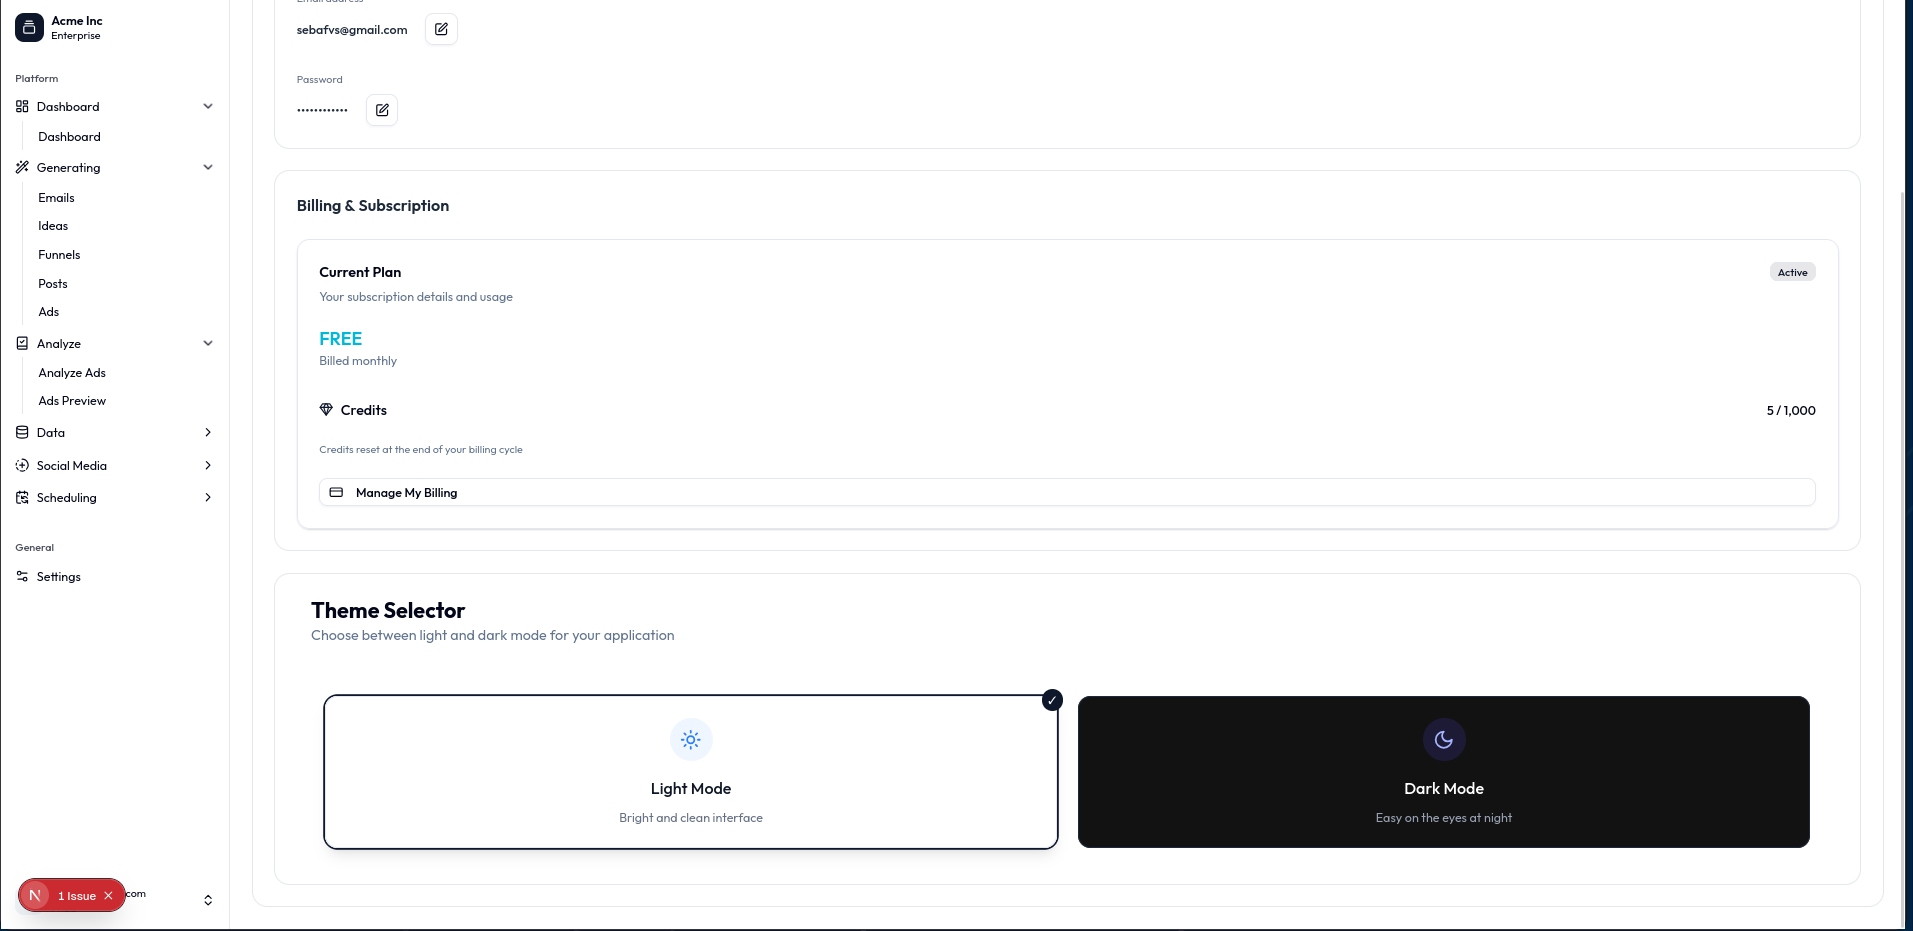 Acme Inc
Enterprise
Platform
Dashboard
Dashboard
Generating
Emails
Ideas
Funnels
Posts
Ads
Analyze
Analyze Ads
Ads Preview
Data
Social Media
Scheduling
General
Settings
N 1 Issue
com
Email address
sebafvs@gmail.com
Password
••••••••••••
Billing & Subscription
Current Plan
Active
Your subscription details and usage
FREE
Billed monthly
Credits
5 / 1,000
Credits reset at the end of your billing cycle
Manage My Billing
Theme Selector
Choose between light and dark mode for your application
✓
Light Mode
Bright and clean interface
Dark Mode
Easy on the eyes at night